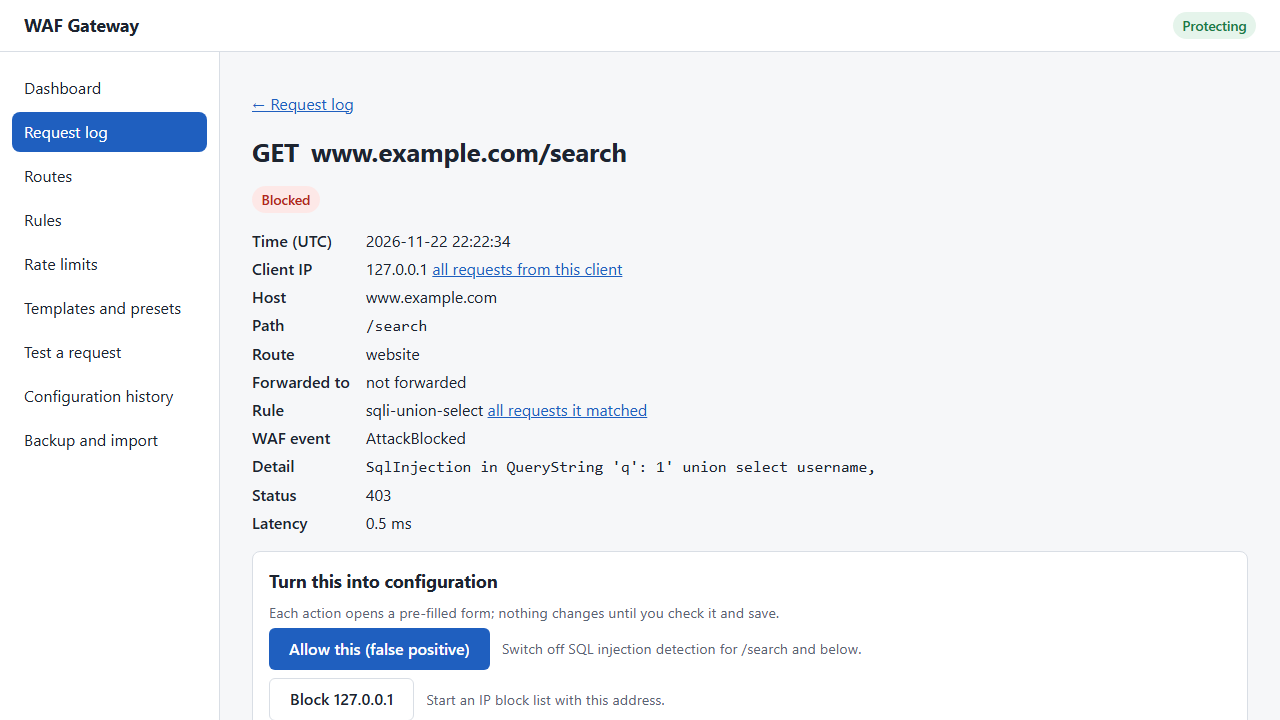 WAF Gateway
Protecting
Dashboard
Request log
Routes
Rules
Rate limits
Templates and presets
Test a request
Configuration history
Backup and import
← Request log
GET www.example.com/search
Blocked
Time (UTC) 2026-11-22 22:22:34
Client IP 127.0.0.1 all requests from this client
Host www.example.com
Path /search
Route website
Forwarded to not forwarded
Rule sqli-union-select all requests it matched
WAF event AttackBlocked
Detail SqlInjection in QueryString 'q': 1' union select username,
Status 403
Latency 0.5 ms
Turn this into configuration
Each action opens a pre-filled form; nothing changes until you check it and save.
Allow this (false positive) Switch off SQL injection detection for /search and below.
Block 127.0.0.1 Start an IP block list with this address.